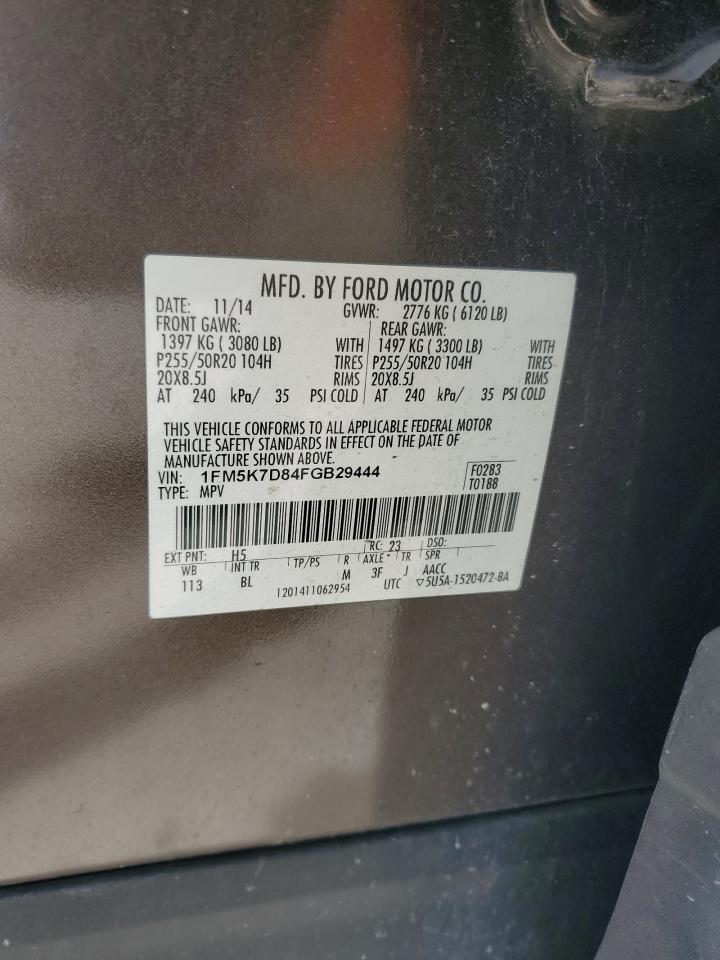 MFD. BY FORD MOTOR CO.
DATE: 11/14 GVWR: 2776 KG ( 6120 LB)
FRONT GAWR: REAR GAWR:
1397 KG ( 3080 LB) WITH 1497 KG ( 3300 LB) WITH
P255/50R20 104H TIRES P255/50R20 104H TIRES
20X8.5J RIMS 20X8.5J RIMS
AT 240 kPa/ 35 PSI COLD AT 240 kPa/ 35 PSI COLD
THIS VEHICLE CONFORMS TO ALL APPLICABLE FEDERAL MOTOR
VEHICLE SAFETY STANDARDS IN EFFECT ON THE DATE OF
MANUFACTURE SHOWN ABOVE.
VIN: 1FM5K7D84FGB29444 F0283
TYPE: MPV T0188
EXT PNT: H5 RC: 23 DSO:
WB INT TR TP/PS R AXLE TR SPR
113 BL M 3F J AACC
1201411062954 UTC ▽5U5A-1520472-BA